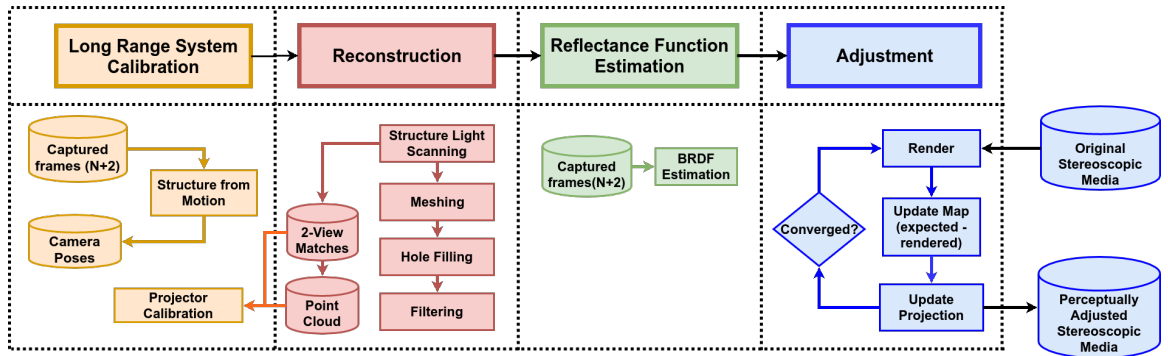 Long Range System
Calibration
Reconstruction
Reflectance Function
Estimation
Adjustment
Captured
frames (N+2)
Structure from
Motion
Camera
Poses
Projector
Calibration
Structure Light
Scanning
Meshing
2-View
Matches
Hole Filling
Point
Cloud
Filtering
Captured
frames(N+2)
BRDF
Estimation
Render
Converged?
Update Map
(expected -
rendered)
Update
Projection
Original
Stereoscopic
Media
Perceptually
Adjusted
Stereoscopic
Media